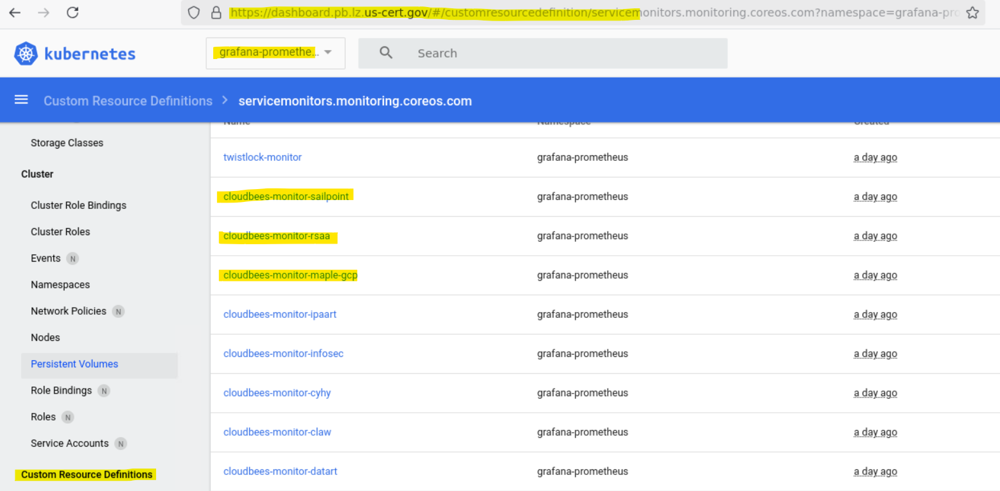 https://dashboard.pb.lz.us-cert.gov/#/customresourcedefinition/servicemonitors.monitoring.coreos.com?namespace=grafana-pro
kubernetes
grafana-promethe...
Search
Custom Resource Definitions > servicemonitors.monitoring.coreos.com
Name Namespace Created
Storage Classes
Cluster
Cluster Role Bindings
Cluster Roles
Events N
Namespaces
Network Policies N
Nodes
Persistent Volumes
Role Bindings N
Roles N
Service Accounts N
Custom Resource Definitions
twistlock-monitor grafana-prometheus a day ago
cloudbees-monitor-sailpoint grafana-prometheus a day ago
cloudbees-monitor-rsaa grafana-prometheus a day ago
cloudbees-monitor-maple-gcp grafana-prometheus a day ago
cloudbees-monitor-ipaart grafana-prometheus a day ago
cloudbees-monitor-infosec grafana-prometheus a day ago
cloudbees-monitor-cyhy grafana-prometheus a day ago
cloudbees-monitor-claw grafana-prometheus a day ago
cloudbees-monitor-datart grafana-prometheus a day ago